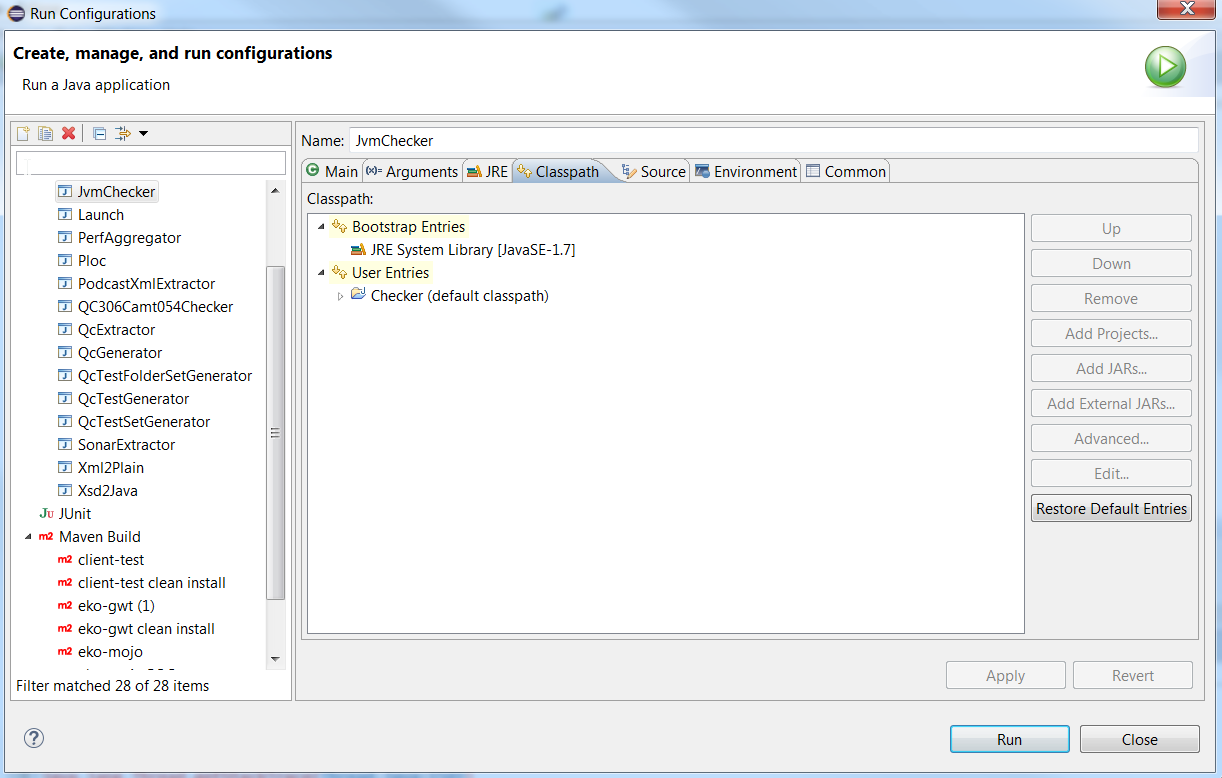 Run Configurations
Create, manage, and run configurations
Run a Java application
JvmChecker
Launch
PerfAggregator
Ploc
PodcastXmlExtractor
QC306Camt054Checker
QcExtractor
QcGenerator
QcTestFolderSetGenerator
QcTestGenerator
QcTestSetGenerator
SonarExtractor
Xml2Plain
Xsd2Java
Ju JUnit
m2 Maven Build
m2 client-test
m2 client-test clean install
m2 eko-gwt (1)
m2 eko-gwt clean install
m2 eko-mojo
Filter matched 28 of 28 items
Name: JvmChecker
Main (x)= Arguments JRE Classpath Source Environment Common
Classpath:
Bootstrap Entries
JRE System Library [JavaSE-1.7]
User Entries
Checker (default classpath)
Up
Down
Remove
Add Projects...
Add JARs...
Add External JARs...
Advanced...
Edit...
Restore Default Entries
Apply Revert
? Run Close